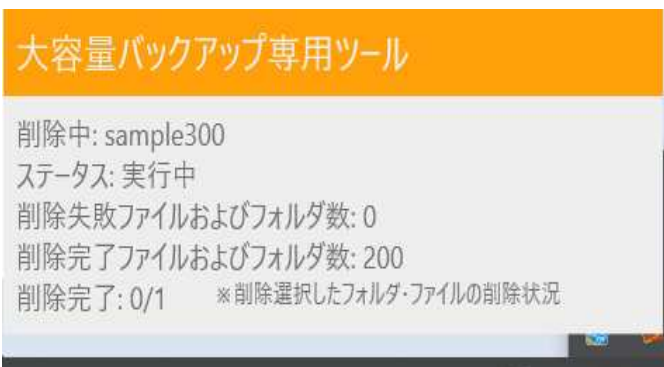 大容量バックアップ専用ツール
削除中: sample300
ステータス: 実行中
削除失敗ファイルおよびフォルダ数: 0
削除完了ファイルおよびフォルダ数: 200
削除完了: 0/1 ※削除選択したフォルダ・ファイルの削除状況